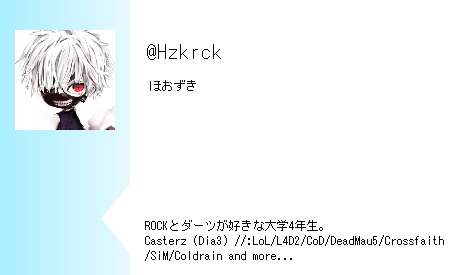 @Hzkrck
ほおずき
ROCKとダーツが好きな大学4年生。
Casterz (Dia3) //:LoL/L4D2/CoD/DeadMau5/Crossfaith
/SiM/Coldrain and more...